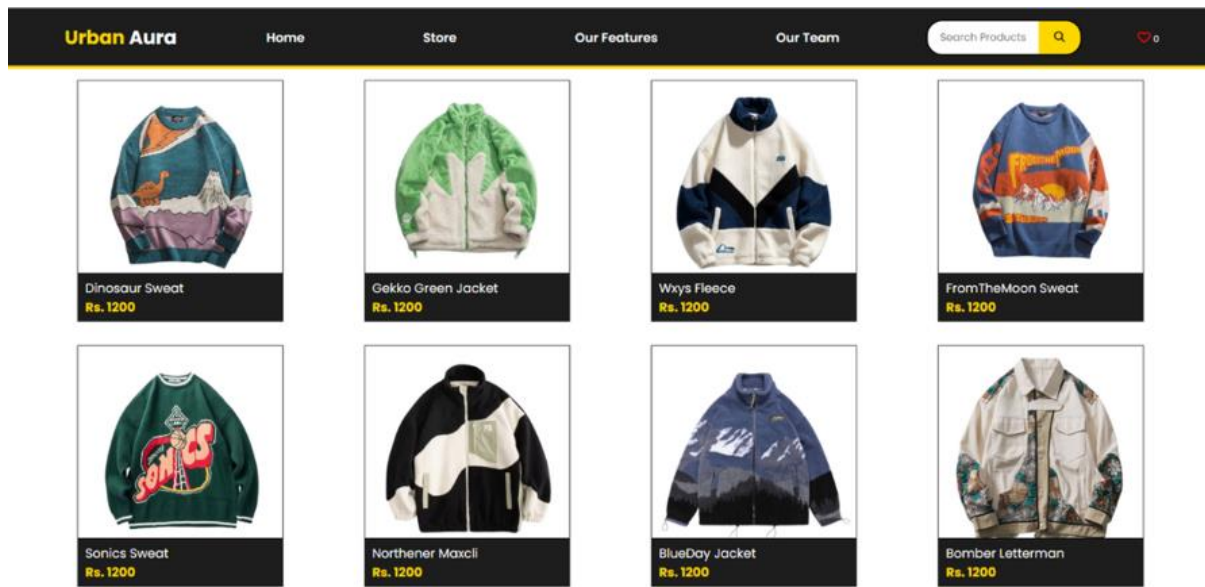 Urban Aura Home Store Our Features Our Team Search Products 0
Dinosaur Sweat Gekko Green Jacket Wxys Fleece FromTheMoon Sweat
Rs. 1200 Rs. 1200 Rs. 1200 Rs. 1200
SONICS
Sonics Sweat Northener Maxcli BlueDay Jacket Bomber Letterman
Rs. 1200 Rs. 1200 Rs. 1200 Rs. 1200